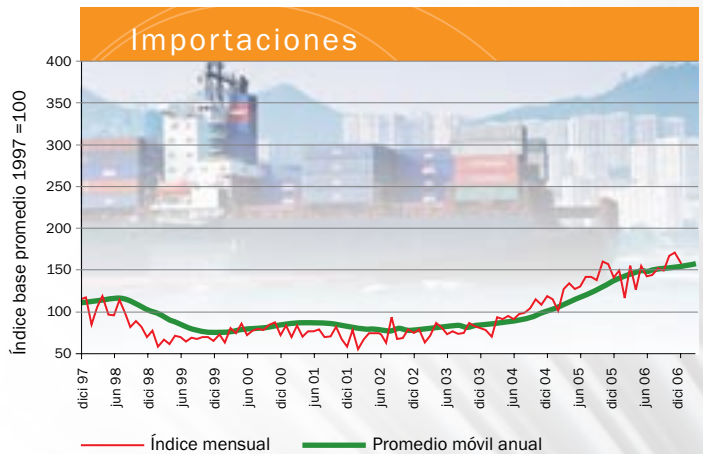 Importaciones
Índice base promedio 1997 =100
400
350
300
250
200
150
100
50
dici 97
jun 98
dici 98
jun 99
dici 99
jun 00
dici 00
jun 01
dici 01
jun 02
dici 02
jun 03
dici 03
jun 04
dici 04
jun 05
dici 05
jun 06
dici 06
Índice mensual
Promedio móvil anual